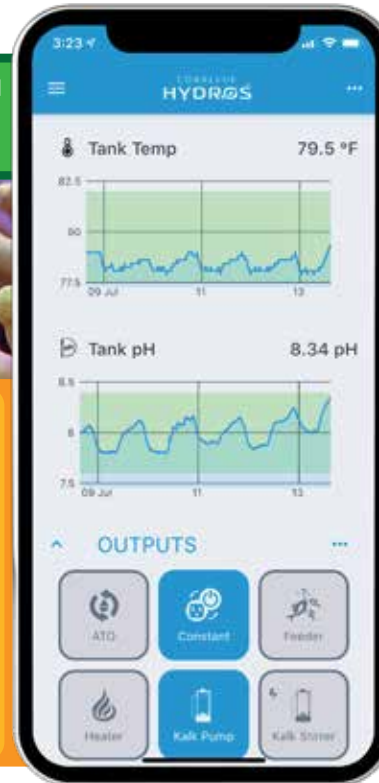 3:23
CORALVUE
HYDROS
Tank Temp 79.5 °F
82.5
80
77.5
09 Jul 11 13
Tank pH 8.34 pH
8.5
8
7.5
09 Jul 11 13
OUTPUTS
ATO Constant Feeder
Heater Kalk Pump Kalk Stirrer